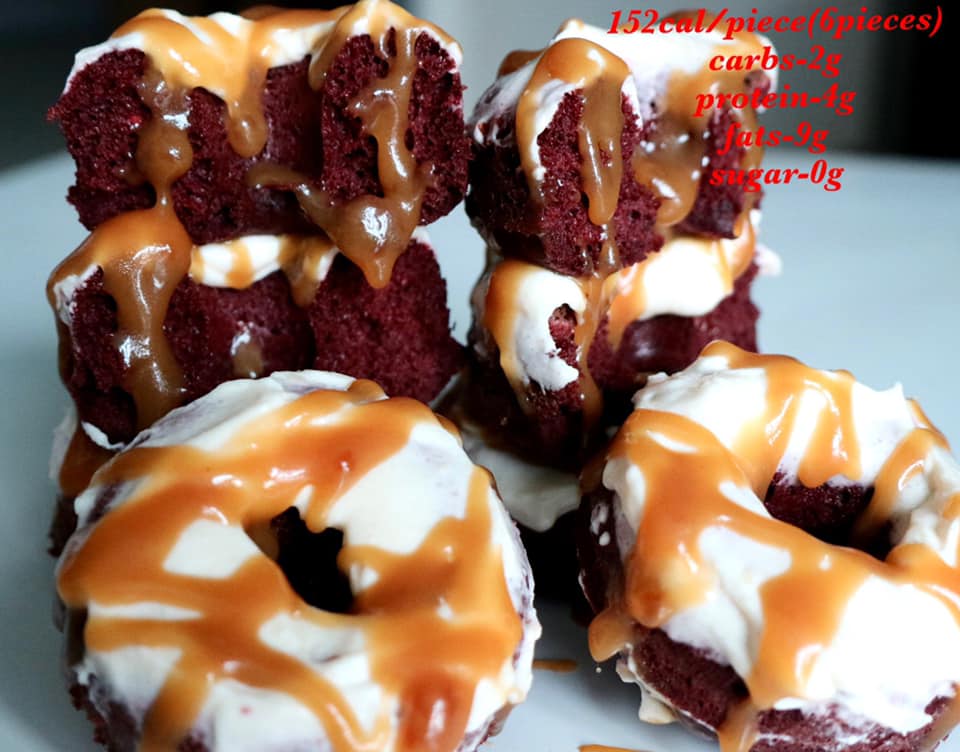 152cal/piece(6pieces)
carbs-2g
protein-4g
fats-9g
sugar-0g